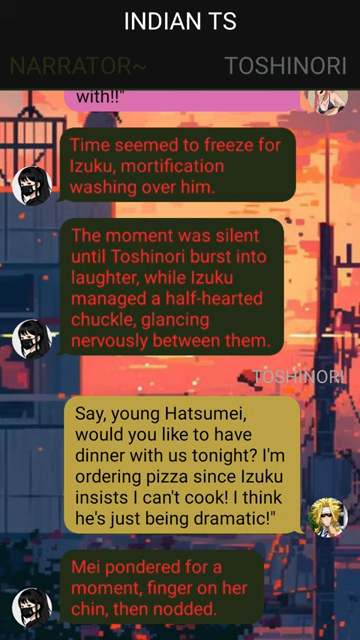 INDIAN TS
NARRATOR~
TOSHINORI
with!!"
Time seemed to freeze for
Izuku, mortification
washing over him.
The moment was silent
until Toshinori burst into
laughter, while Izuku
managed a half-hearted
chuckle, glancing
nervously between them.
TOSHINORI
Say, young Hatsumei,
would you like to have
dinner with us tonight? I'm
ordering pizza since Izuku
insists I can't cook! I think
he's just being dramatic!"
Mei pondered for a
moment, finger on her
chin, then nodded.